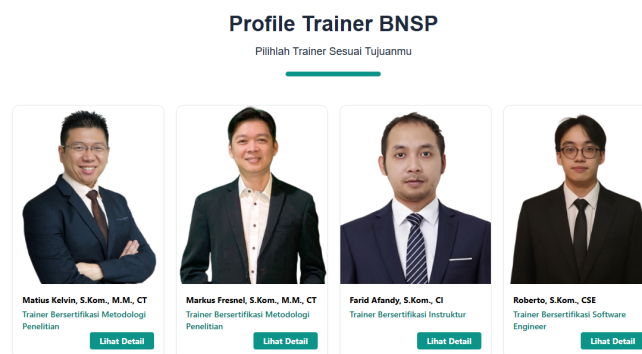 Profile Trainer BNSP
Pilihlah Trainer Sesuai Tujuanmu
Matius Kelvin, S.Kom., M.M., CT
Trainer Bersertifikasi Metodologi
Penelitian
Lihat Detail
Markus Fresnel, S.Kom., M.M., CT
Trainer Bersertifikasi Metodologi
Penelitian
Lihat Detail
Farid Afandy, S.Kom., CI
Trainer Bersertifikasi Instruktur
Lihat Detail
Roberto, S.Kom., CSE
Trainer Bersertifikasi Software
Engineer
Lihat Detail